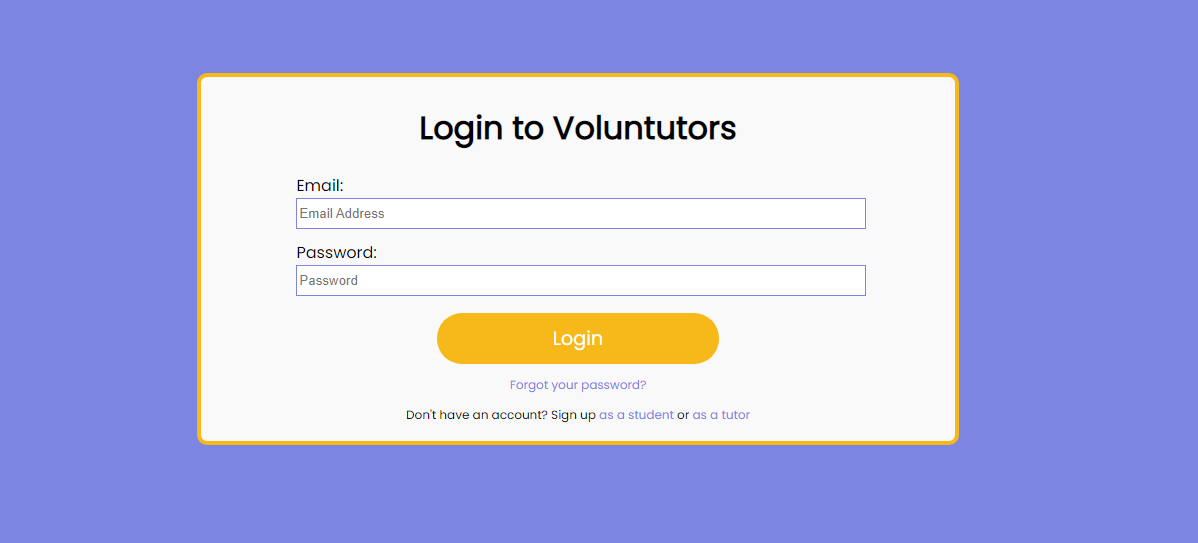 Login to Voluntutors
Email:
Email Address
Password:
Password
Login
Forgot your password?
Don't have an account? Sign up as a student or as a tutor